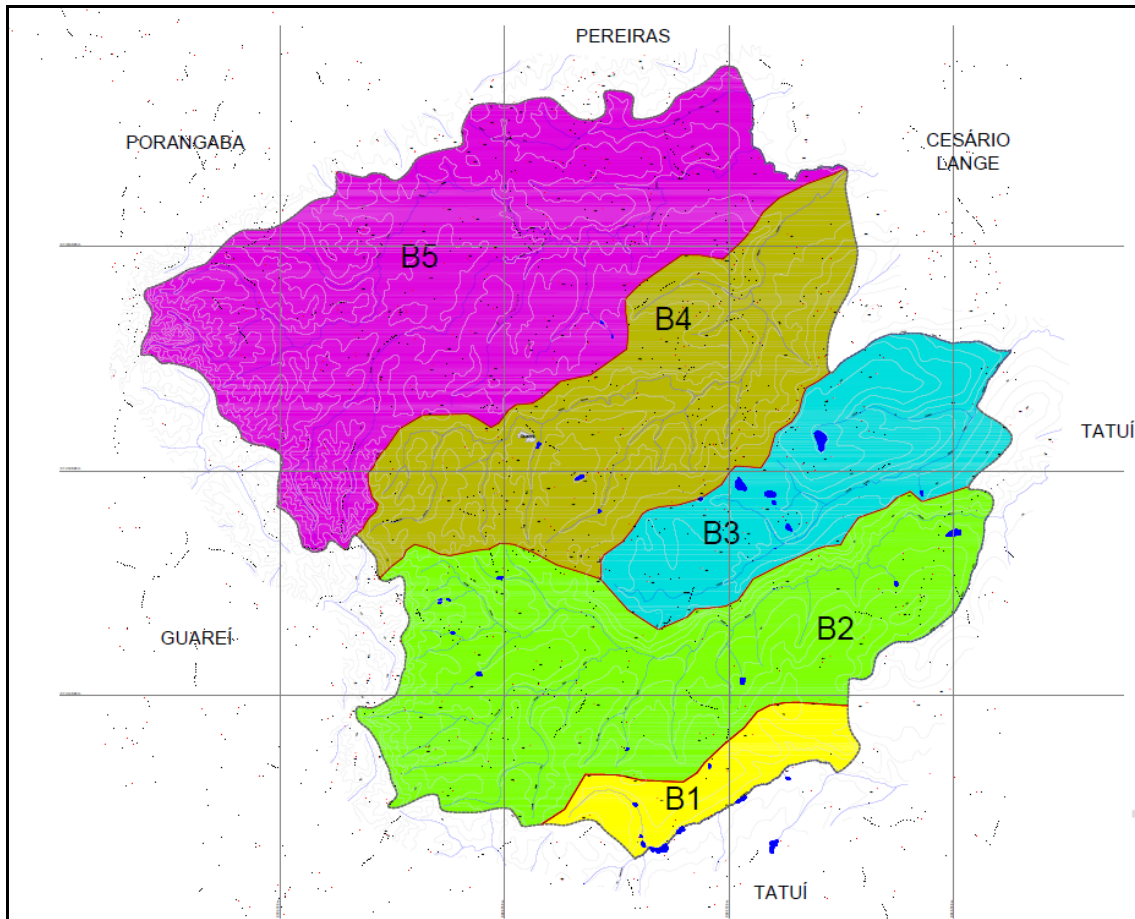 PEREIRAS
PORANGABA
CESÁRIO
LANGE
B5
B4
TATUÍ
B3
B2
GUAREÍ
B1
TATUÍ